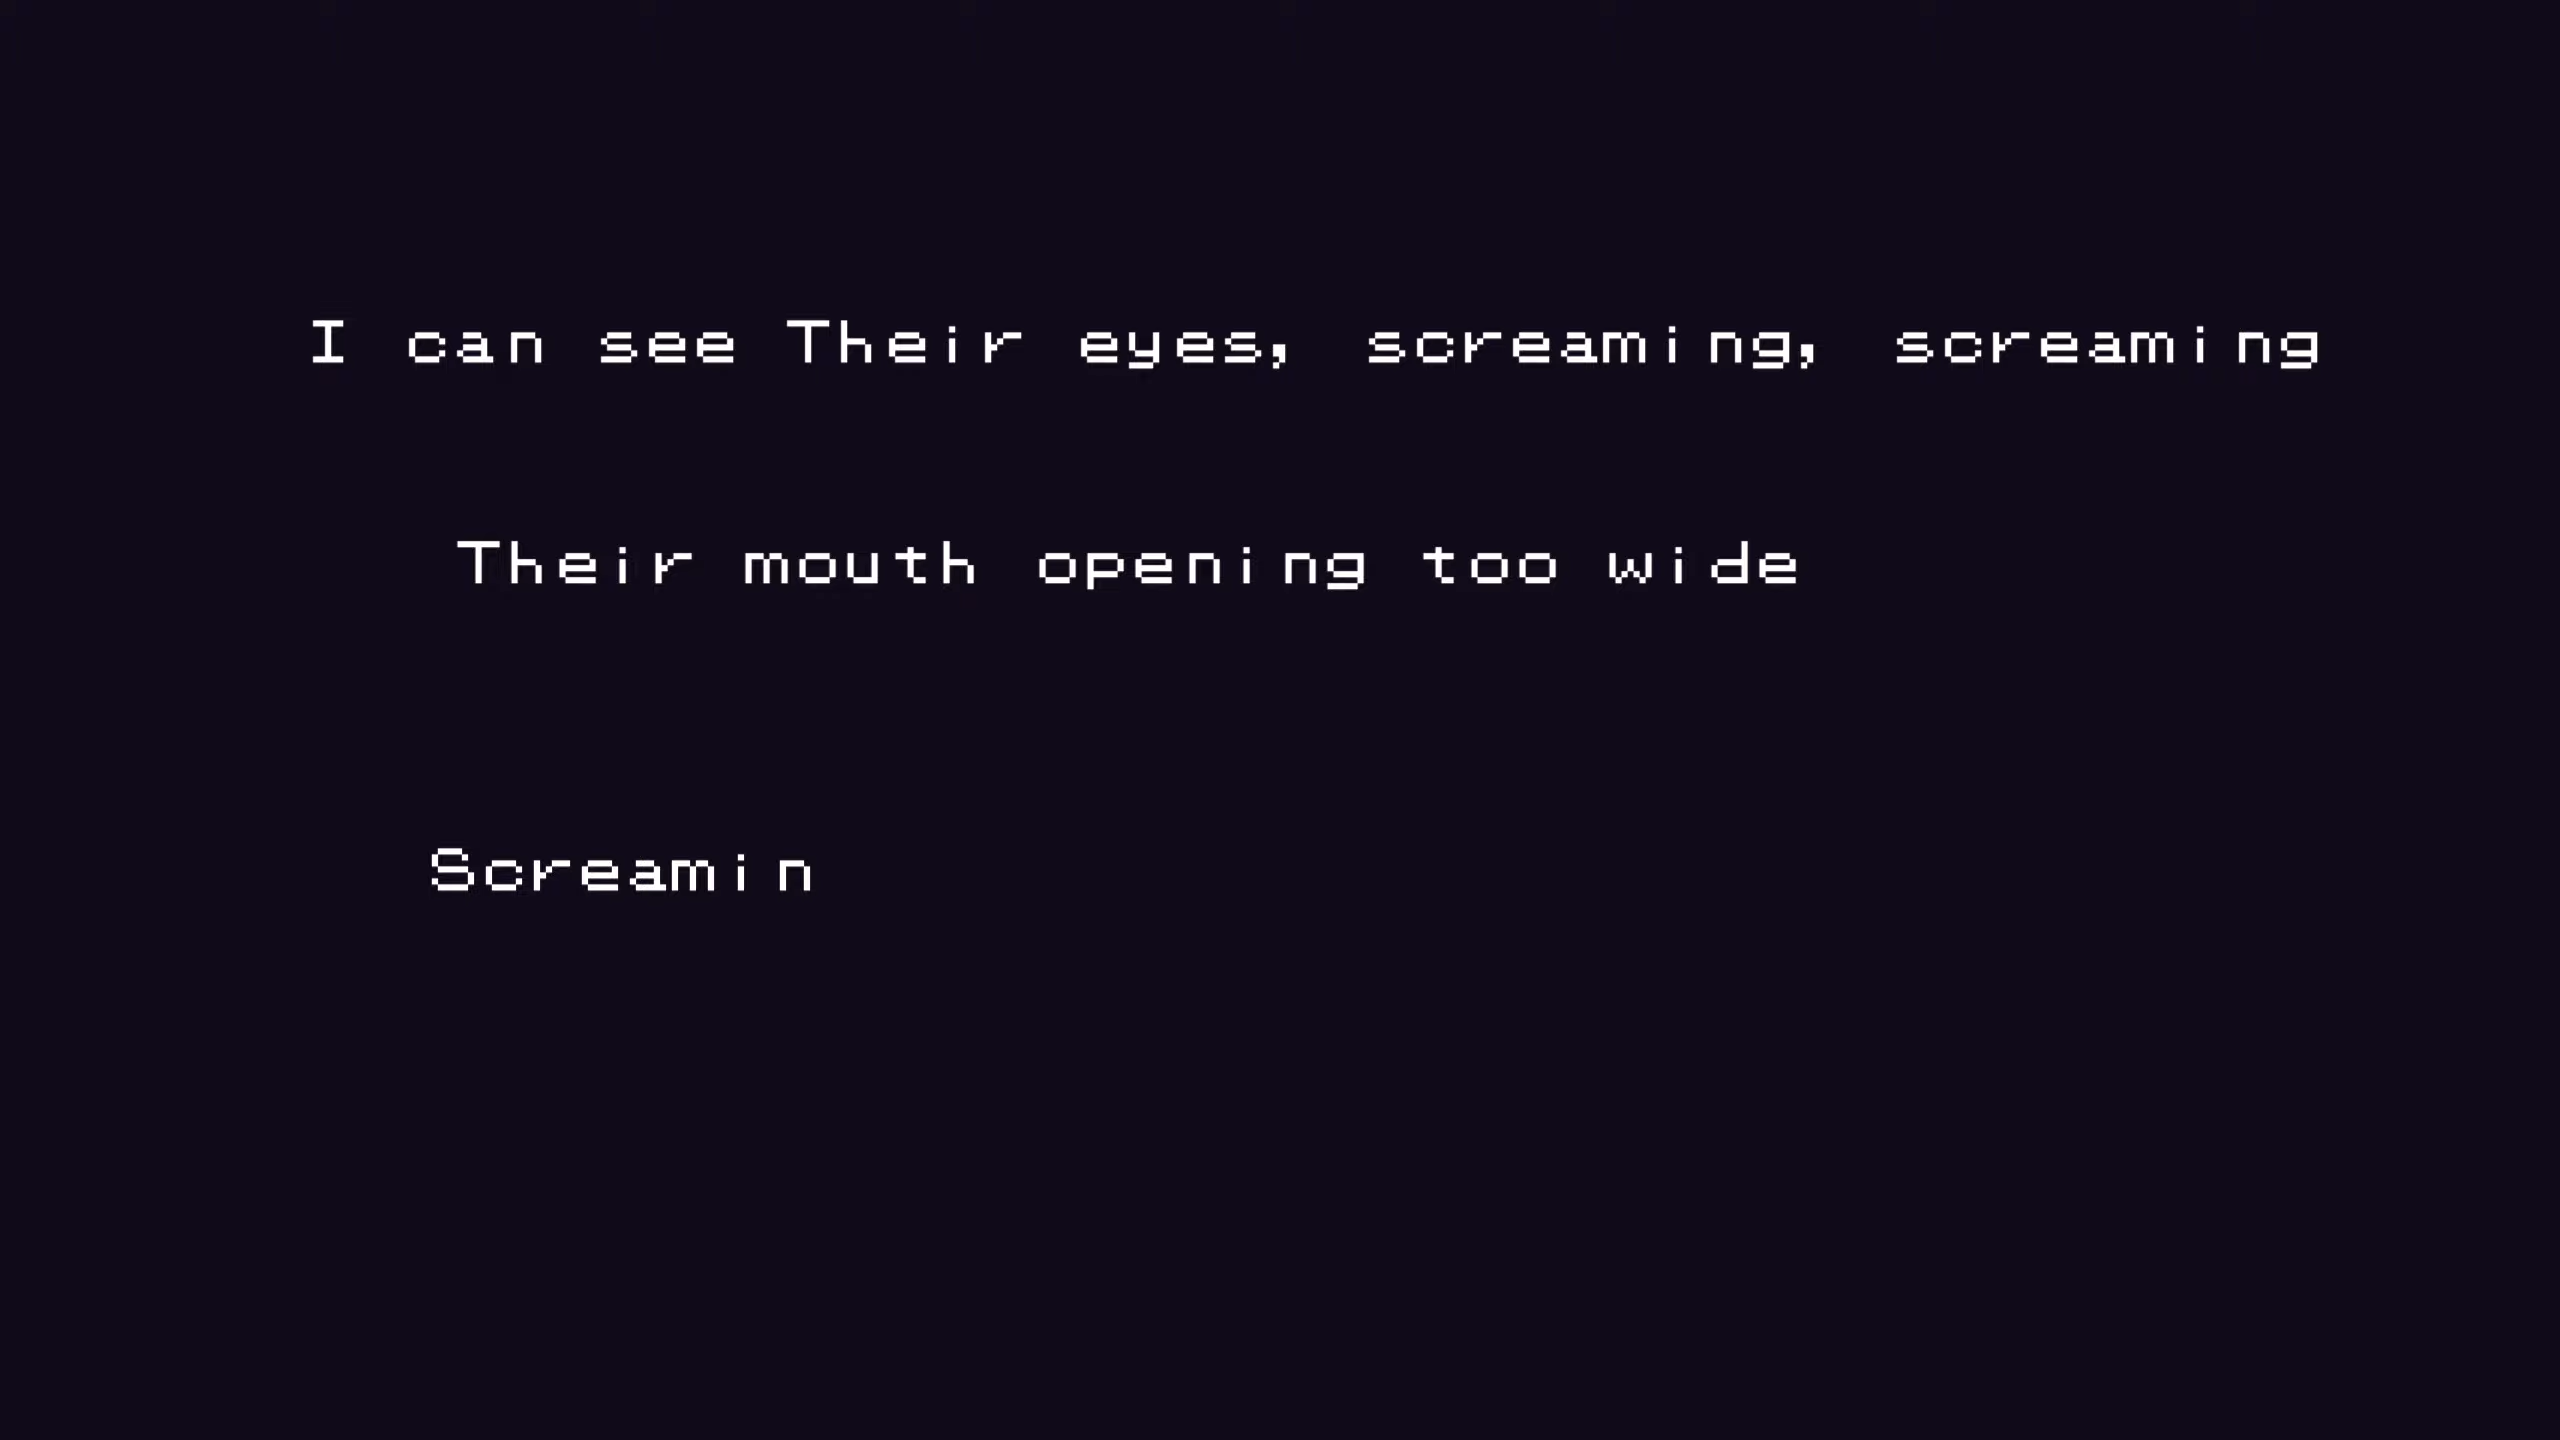 I can see Their eyes, screaming, screaming
Their mouth opening too wide
Screamin